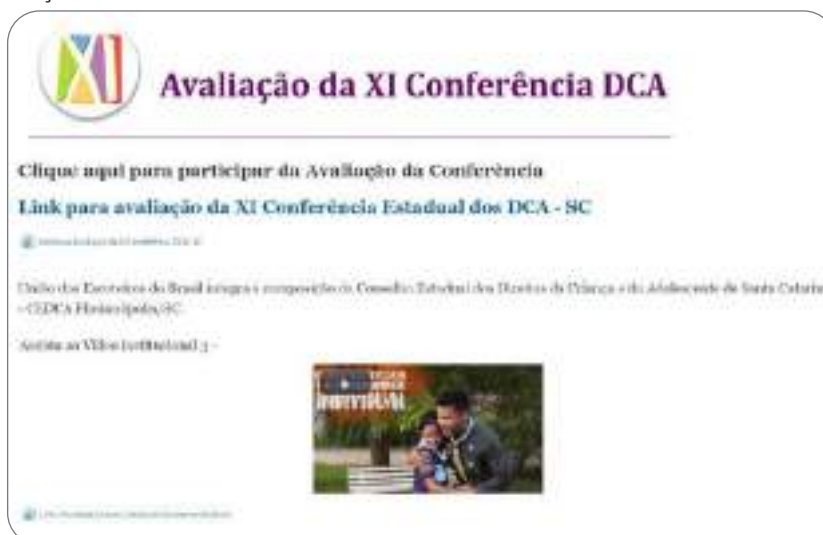 XI
Avaliação da XI Conferência DCA
Clique aqui para participar da Avaliação da Conferência
Link para avaliação da XI Conferência Estadual dos DCA - SC
União dos Escoteiros do Brasil integra a composição do Conselho Estadual dos Direitos da Criança e do Adolescente de Santa Catarina
- CEDCA Florianópolis/SC.
Assista ao Vídeo Institucional 3 -
INDIVIDUAL